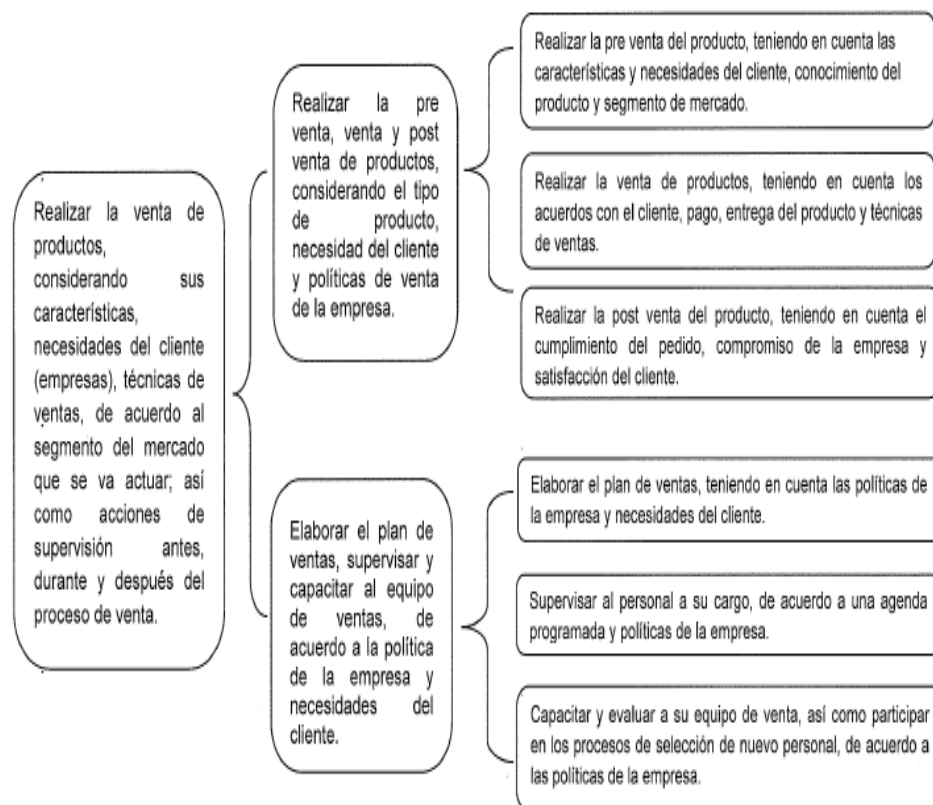 Realizar la venta de
productos,
considerando sus
características,
necesidades del cliente
(empresas), técnicas de
ventas, de acuerdo al
segmento del mercado
que se va actuar; así
como acciones de
supervisión antes,
durante y después del
proceso de venta.
Realizar la pre
venta, venta y post
venta de productos,
considerando el tipo
de producto,
necesidad del cliente
y políticas de venta
de la empresa.
Realizar la pre venta del producto, teniendo en cuenta las
características y necesidades del cliente, conocimiento del
producto y segmento de mercado.
Realizar la venta de productos, teniendo en cuenta los
acuerdos con el cliente, pago, entrega del producto y técnicas
de ventas.
Realizar la post venta del producto, teniendo en cuenta el
cumplimiento del pedido, compromiso de la empresa y
satisfacción del cliente.
Elaborar el plan de
ventas, supervisar y
capacitar al equipo
de ventas, de
acuerdo a la política
de la empresa y
necesidades del
cliente.
Elaborar el plan de ventas, teniendo en cuenta las políticas de
la empresa y necesidades del cliente.
Supervisar al personal a su cargo, de acuerdo a una agenda
programada y políticas de la empresa.
Capacitar y evaluar a su equipo de venta, así como participar
en los procesos de selección de nuevo personal, de acuerdo a
las políticas de la empresa.